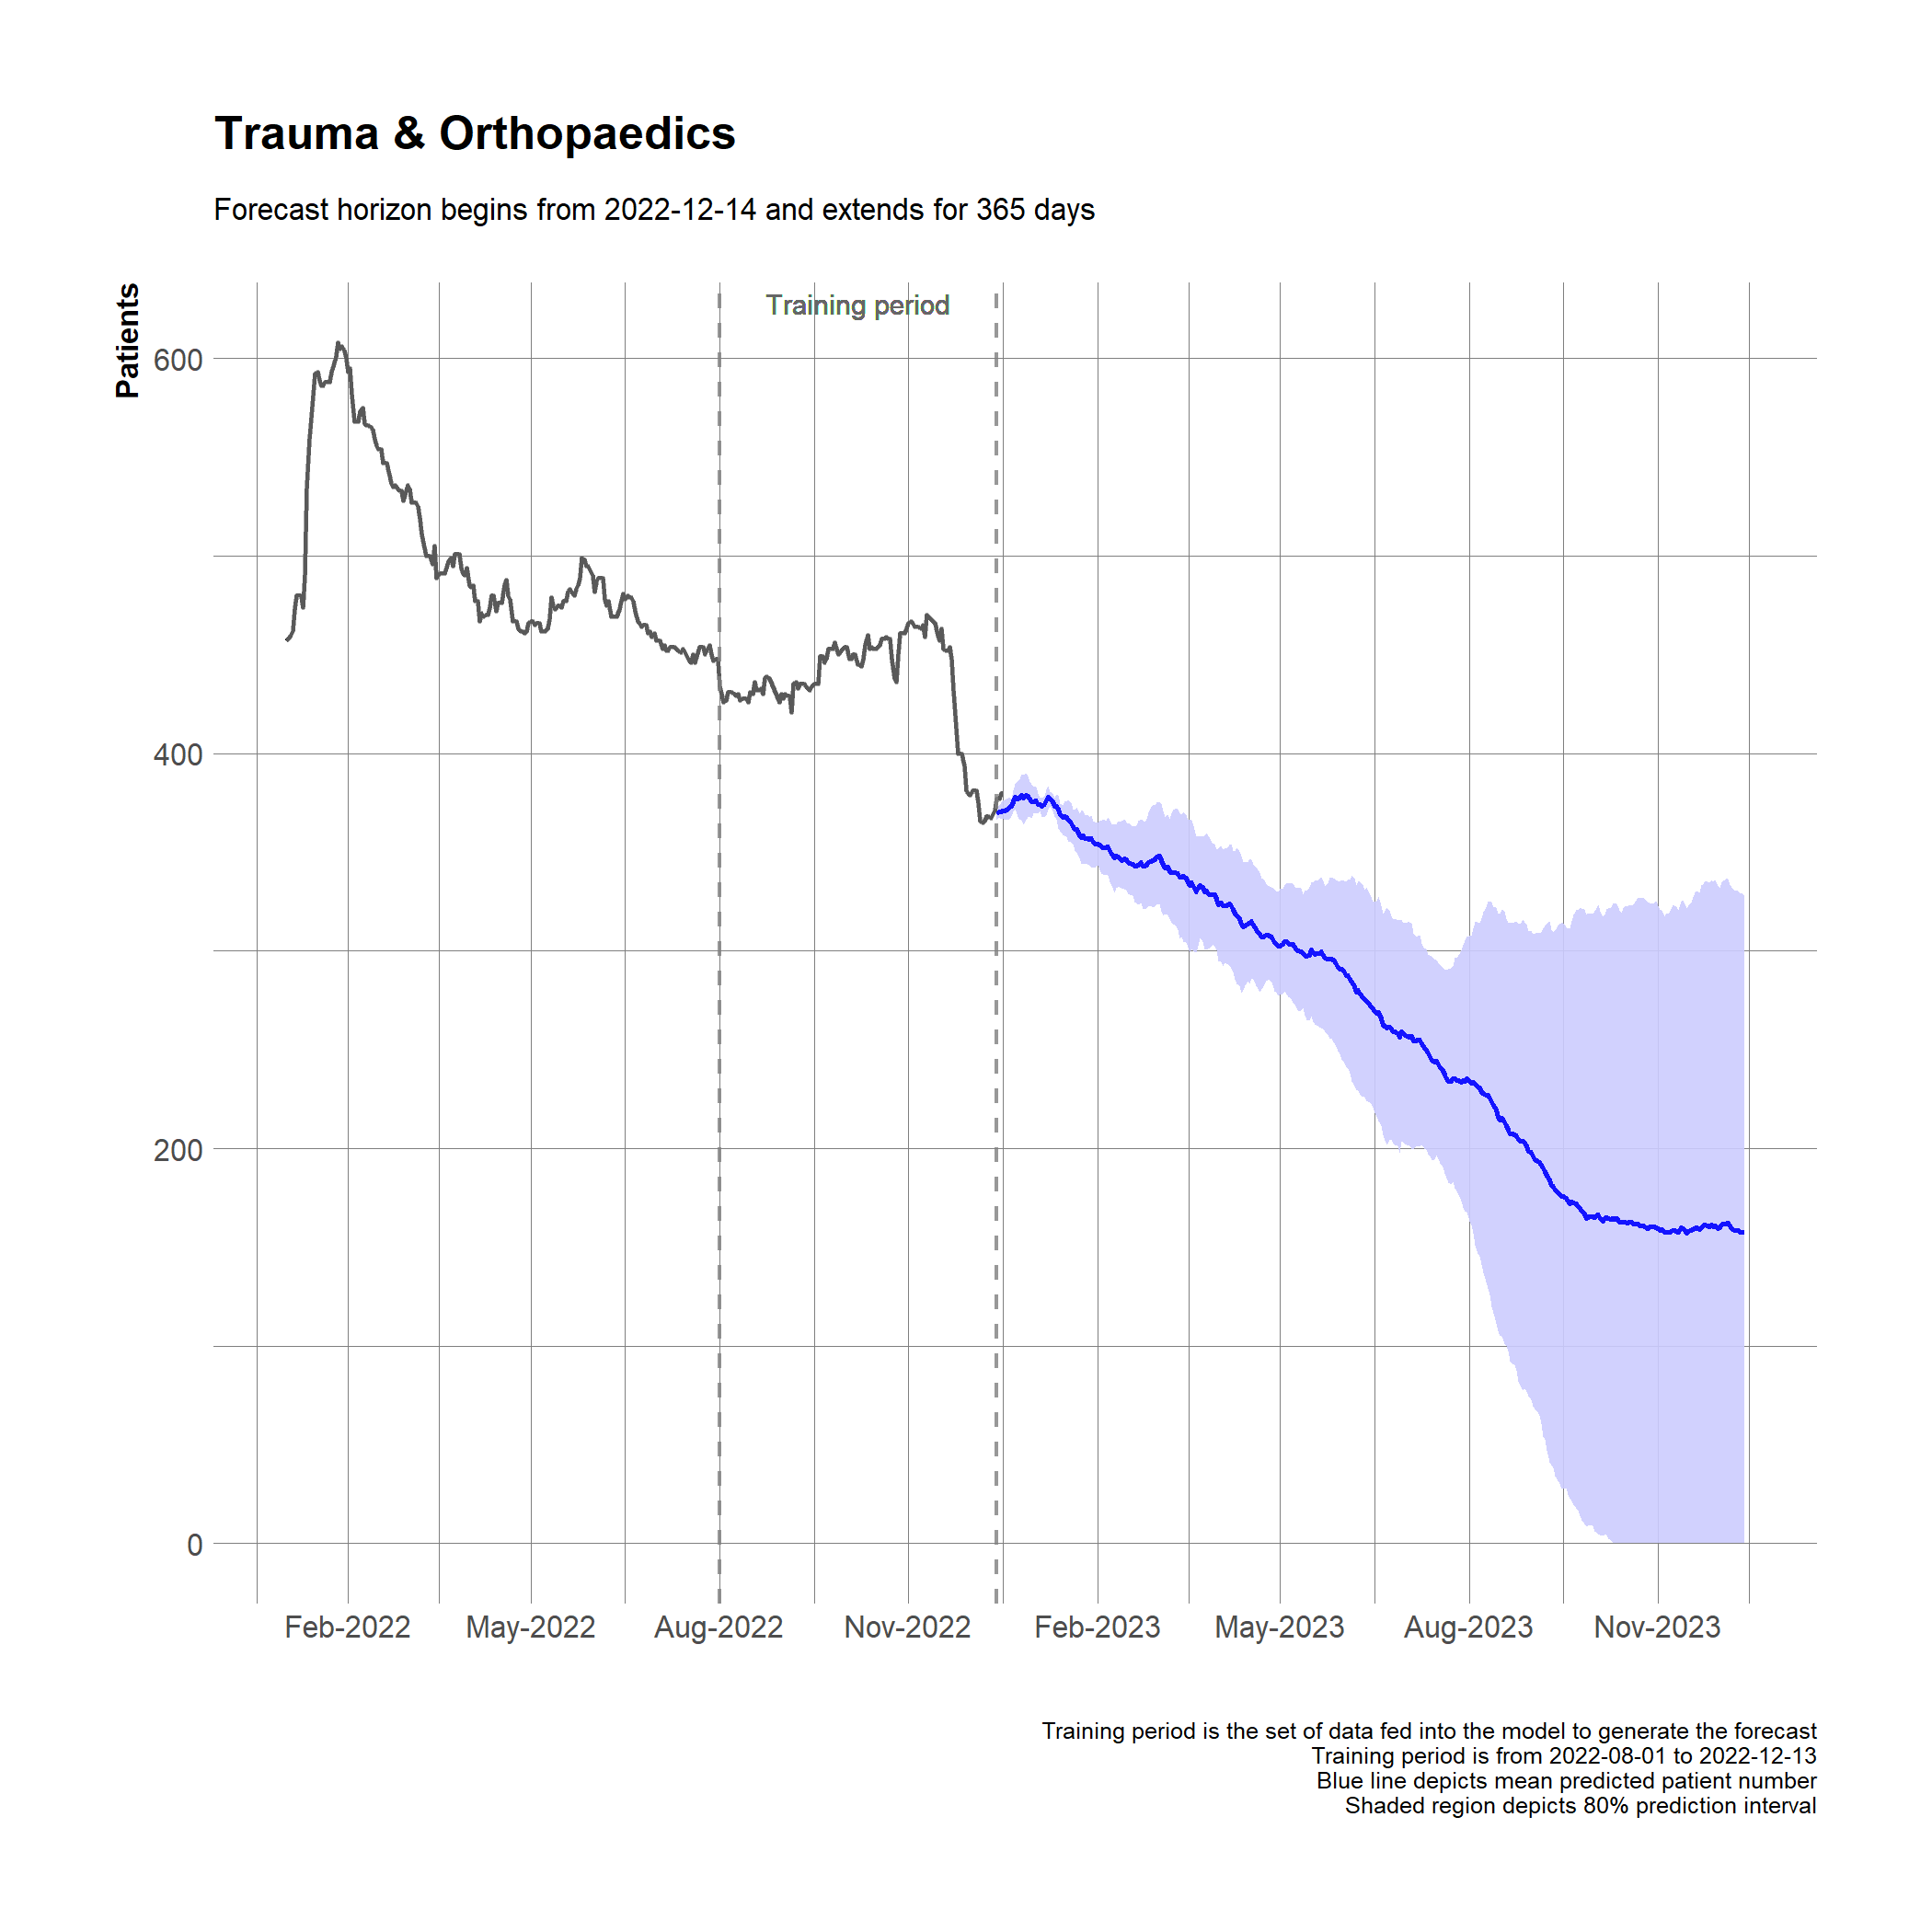 Trauma & Orthopaedics
Forecast horizon begins from 2022-12-14 and extends for 365 days
Patients
Training period
600
400
200
0
Feb-2022
May-2022
Aug-2022
Nov-2022
Feb-2023
May-2023
Aug-2023
Nov-2023
Training period is the set of data fed into the model to generate the forecast
Training period is from 2022-08-01 to 2022-12-13
Blue line depicts mean predicted patient number
Shaded region depicts 80% prediction interval